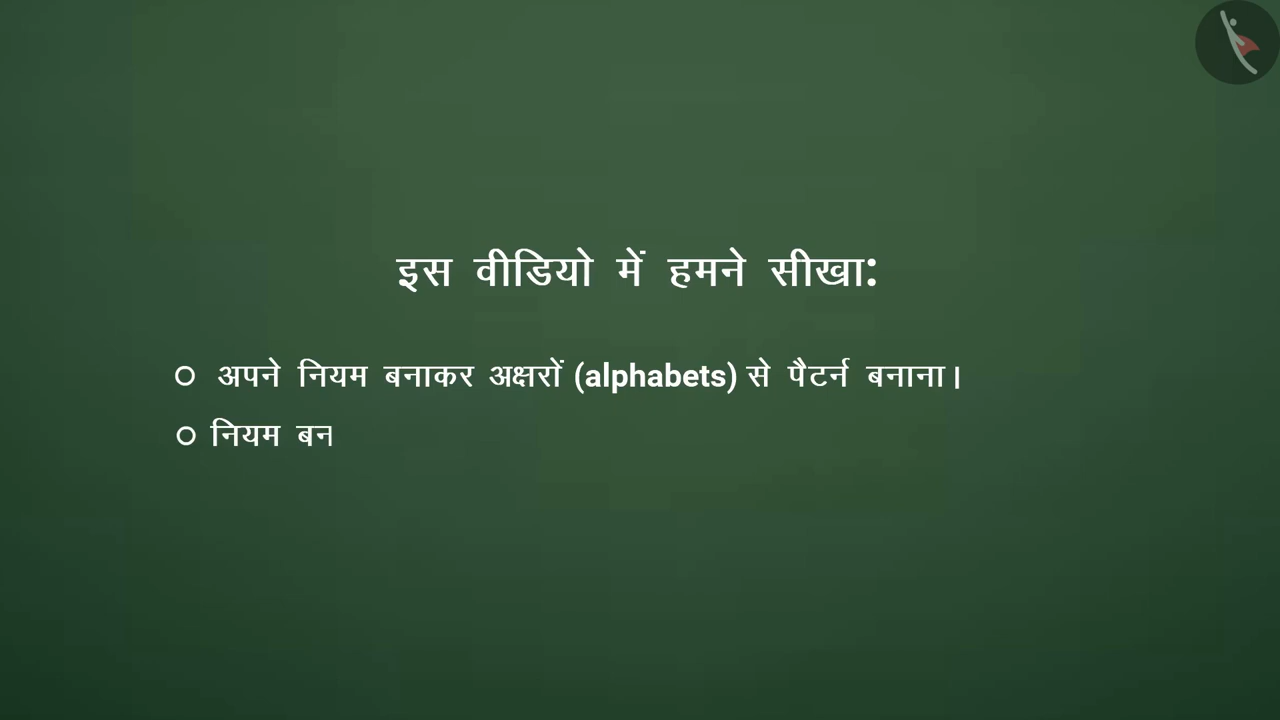 इस वीडियो में हमने सीखा:
○ अपने नियम बनाकर अक्षरों (alphabets) से पैटर्न बनाना।
○ नियम बन